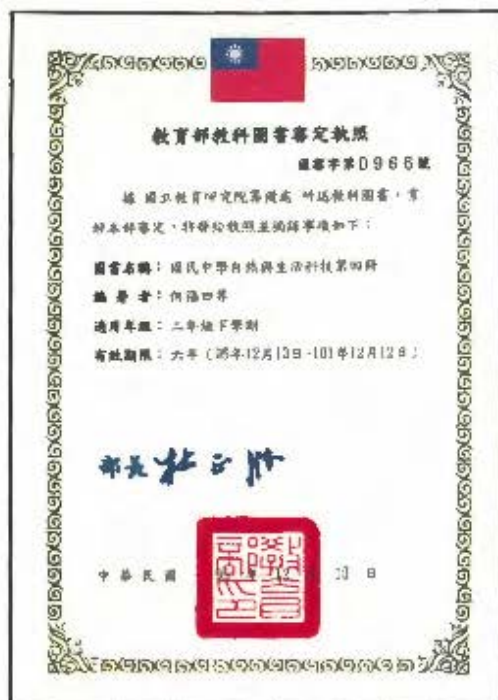 教育部教科圖書審定執照
國審字第0966號
據 國立教育研究院籌備處 所送教科圖書,業
經本部審定,特發給執照並摘錄事項如下:
圖書名稱:國民中學自然與生活科技第四冊
編著者:
適用年級:二年級下學期
有效期限:六年(95年12月13日-101年12月12日)
部長 杜正勝
中華民國 日